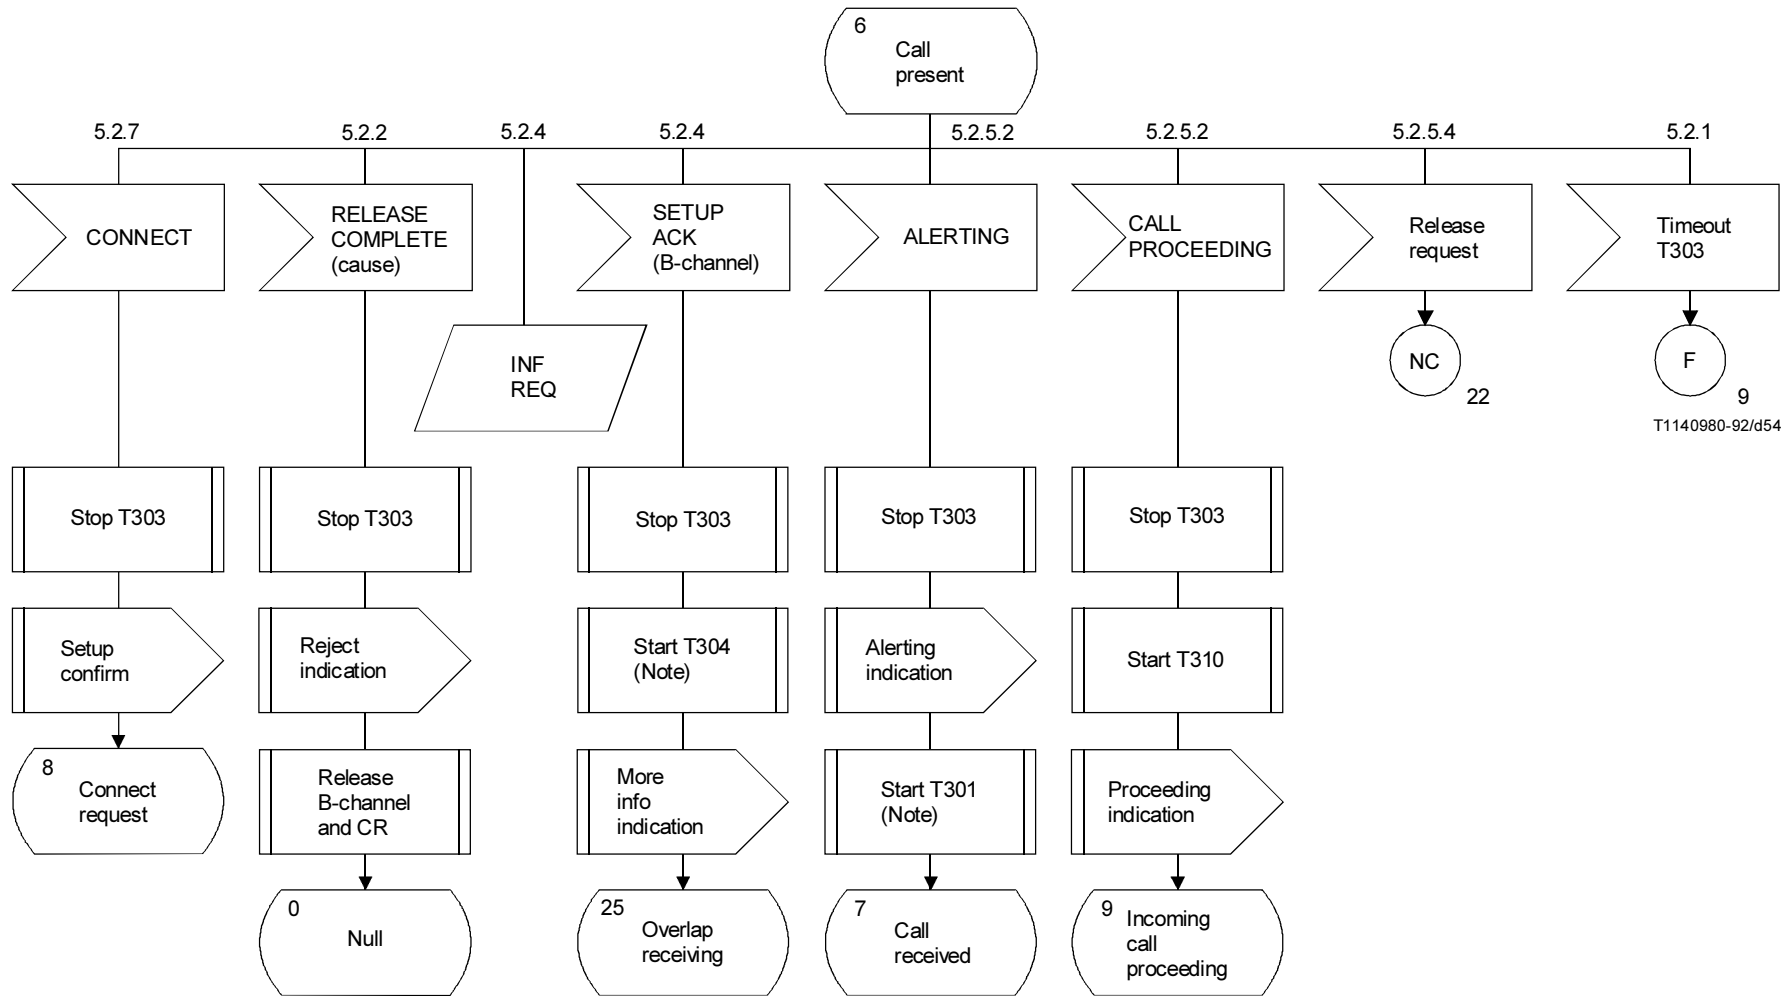 6
Call
present
5.2.7
5.2.2
5.2.4
5.2.4
5.2.5.2
5.2.5.2
5.2.5.4
5.2.1
CONNECT
RELEASE
COMPLETE
(cause)
SETUP
ACK
(B-channel)
ALERTING
CALL
PROCEEDING
Release
request
Timeout
T303
INF
REQ
NC
22
F
9
T1140980-92/d54
Stop T303
Stop T303
Stop T303
Stop T303
Stop T303
Setup
confirm
Reject
indication
Start T304
(Note)
Alerting
indication
Start T310
8
Connect
request
Release
B-channel
and CR
More
info
indication
Start T301
(Note)
Proceeding
indication
0
Null
25
Overlap
receiving
7
Call
received
9
Incoming
call
proceeding